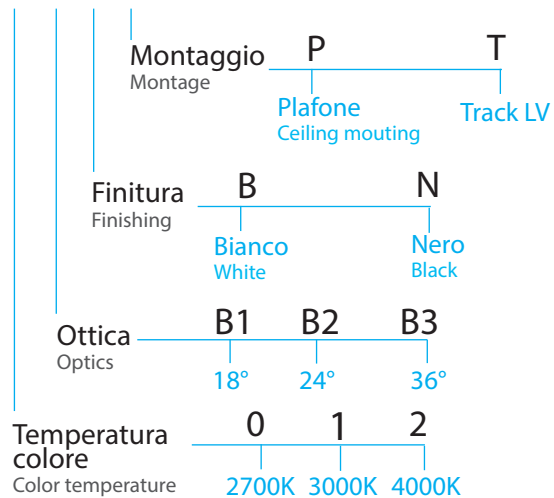 Montaggio P T
Montage
Plafone Track LV
Ceiling mouting
Finitura B N
Finishing
Bianco Nero
White Black
Ottica B1 B2 B3
Optics
18° 24° 36°
Temperatura 0 1 2
colore
Color temperature 2700K 3000K 4000K